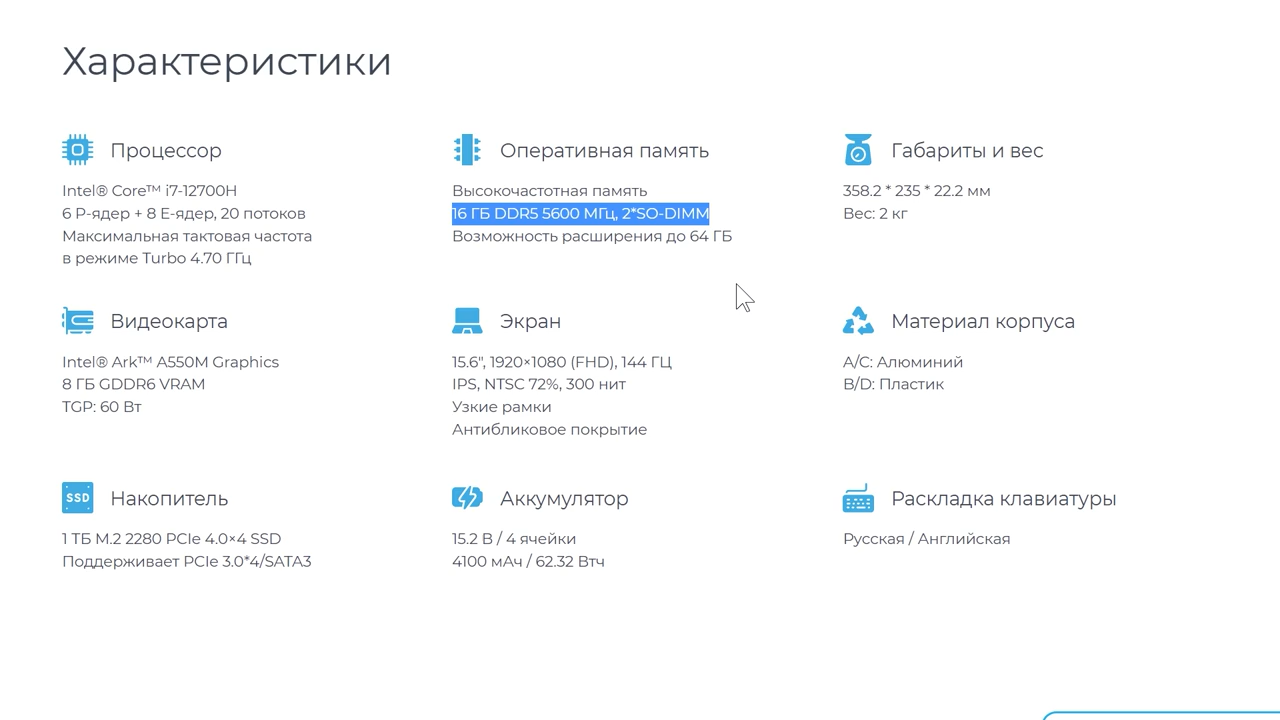 Характеристики
Процессор
Intel® Core™ i7-12700H
6 P-ядер + 8 E-ядер, 20 потоков
Максимальная тактовая частота
в режиме Turbo 4.70 ГГц
Оперативная память
Высокочастотная память
16 ГБ DDR5 5600 МГц, 2*SO-DIMM
Возможность расширения до 64 ГБ
Габариты и вес
358.2 * 235 * 22.2 мм
Вес: 2 кг
Видеокарта
Intel® Ark™ A550M Graphics
8 ГБ GDDR6 VRAM
TGP: 60 Вт
Экран
15.6", 1920×1080 (FHD), 144 ГЦ
IPS, NTSC 72%, 300 нит
Узкие рамки
Антибликовое покрытие
Материал корпуса
A/C: Алюминий
B/D: Пластик
SSD
Накопитель
1 ТБ M.2 2280 PCIe 4.0×4 SSD
Поддерживает PCIe 3.0*4/SATA3
Аккумулятор
15.2 В / 4 ячейки
4100 мАч / 62.32 Втч
Раскладка клавиатуры
Русская / Английская